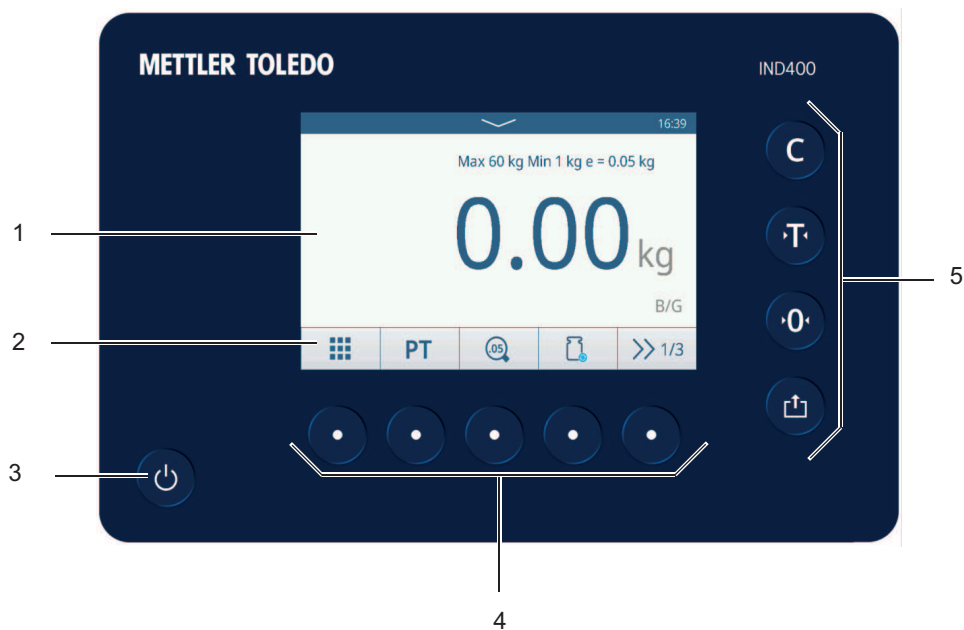 METTLER TOLEDO
IND400
16:39
Max 60 kg Min 1 kg e = 0.05 kg
0.00 kg
B/G
PT
.05
>> 1/3
C
T
0
1
2
3
4
5